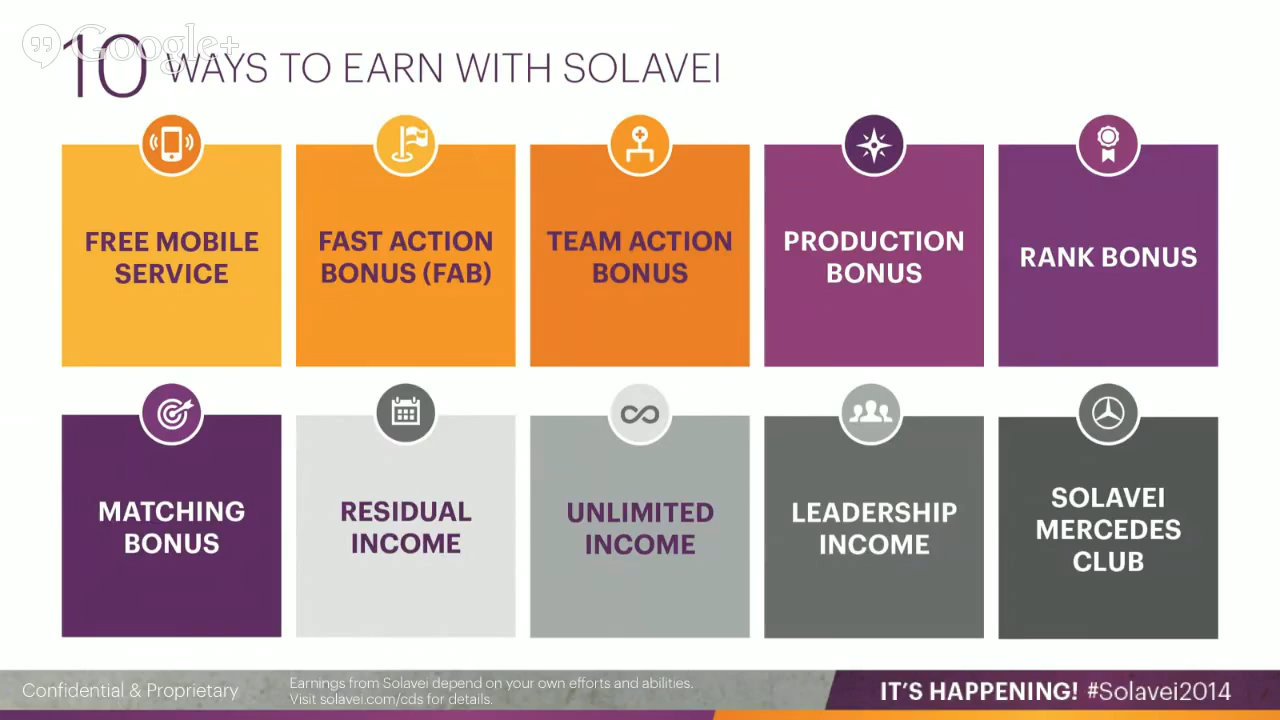 Google+
10 WAYS TO EARN WITH SOLAVEI
FREE MOBILE
SERVICE
FAST ACTION
BONUS (FAB)
TEAM ACTION
BONUS
PRODUCTION
BONUS
RANK BONUS
MATCHING
BONUS
RESIDUAL
INCOME
UNLIMITED
INCOME
LEADERSHIP
INCOME
SOLAVEI
MERCEDES
CLUB
Confidential & Proprietary
Earnings from Solavei depend on your own efforts and abilities.
Visit solavei.com/cds for details.
IT'S HAPPENING! #Solavei2014